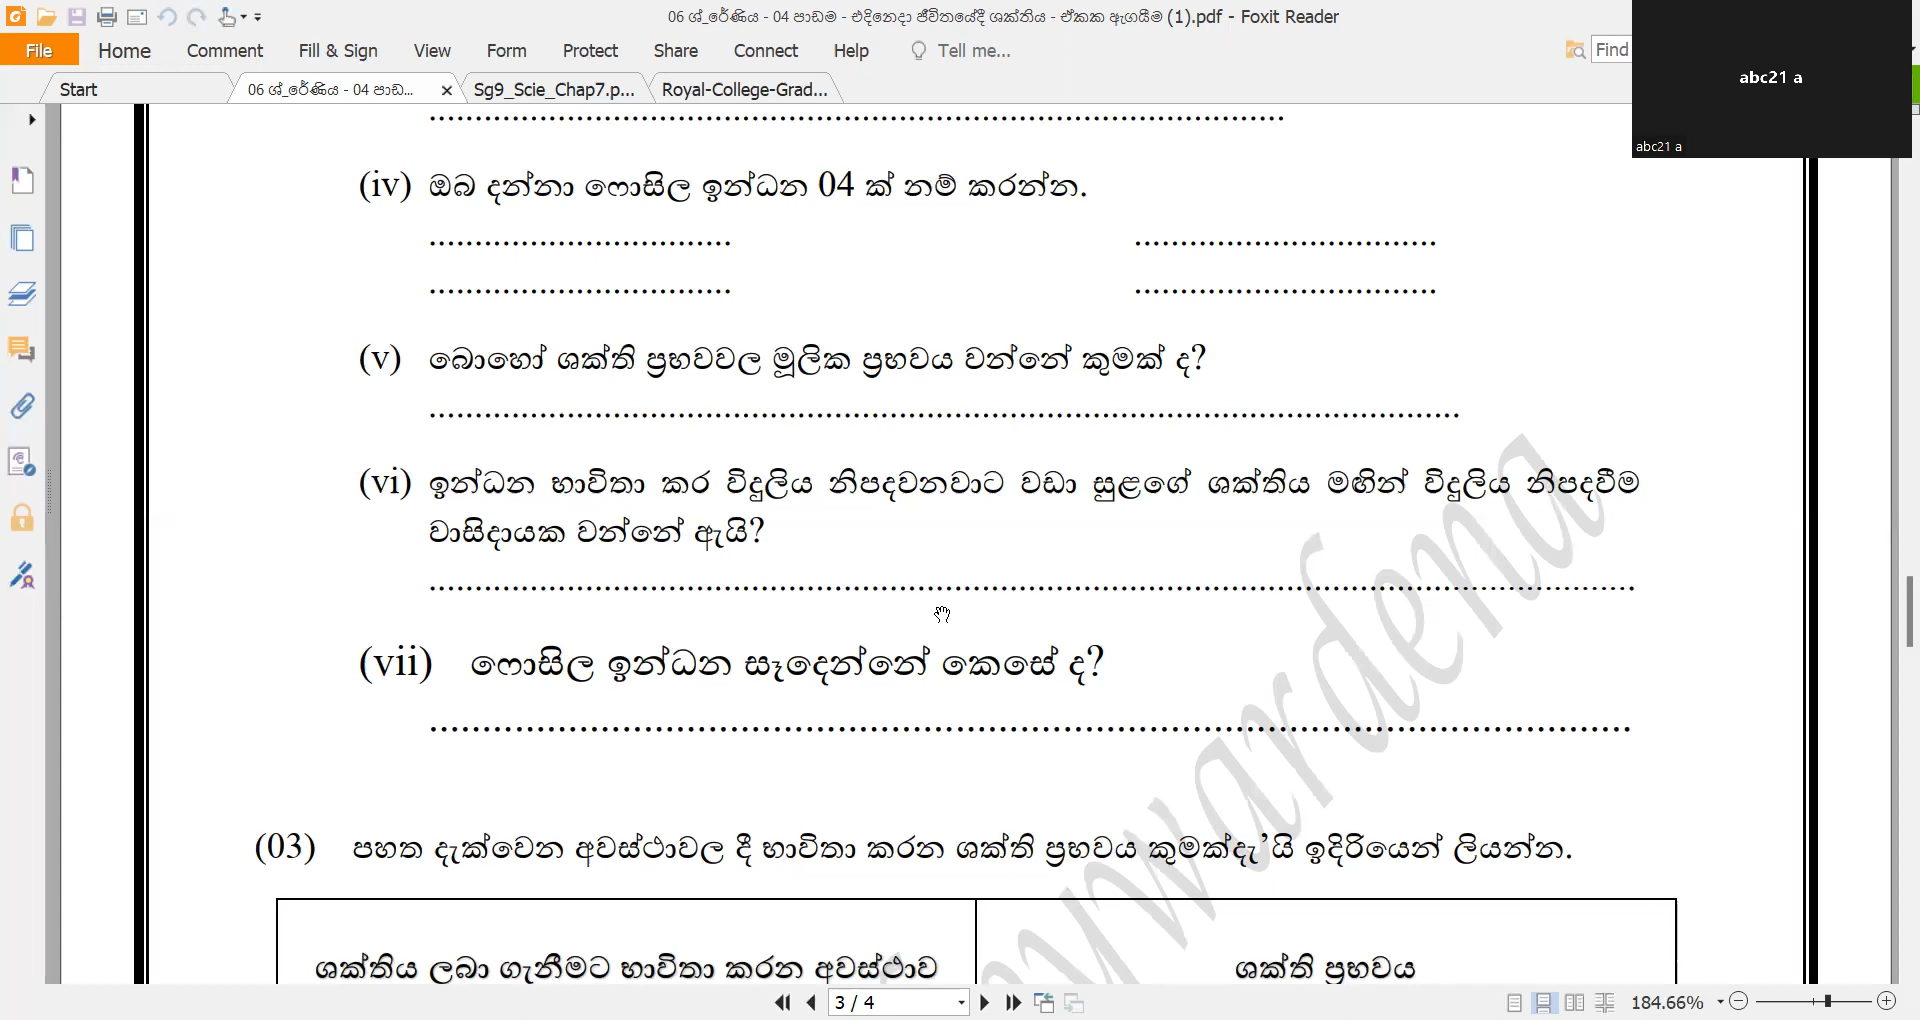 06 ශ්‍රේණිය - 04 පාඩම - එදිනෙදා ජීවිතයේදී ශක්තිය - ඒකක ඇගයීම (1).pdf - Foxit Reader
File Home Comment Fill & Sign View Form Protect Share Connect Help Tell me... Find
abc21 a
Start 06 ශ්‍රේණිය - 04 පාඩ... Sg9_Scie_Chap7.p... Royal-College-Grad...
abc21 a
(iv) ඔබ දන්නා ෆොසිල ඉන්ධන 04 ක් නම් කරන්න.
(v) බොහෝ ශක්ති ප්‍රභවවල මූලික ප්‍රභවය වන්නේ කුමක් ද?
(vi) ඉන්ධන භාවිතා කර විදුලිය නිපදවනවාට වඩා සුළගේ ශක්තිය මඟින් විදුලිය නිපදවීම
වාසිදායක වන්නේ ඇයි?
(vii) ෆොසිල ඉන්ධන සෑදෙන්නේ කෙසේ ද?
(03) පහත දැක්වෙන අවස්ථාවල දී භාවිතා කරන ශක්ති ප්‍රභවය කුමක්දැ'යි ඉදිරියෙන් ලියන්න.
ශක්තිය ලබා ගැනීමට භාවිතා කරන අවස්ථාව ශක්ති ප්‍රභවය
ywardena
3 / 4 184.66%